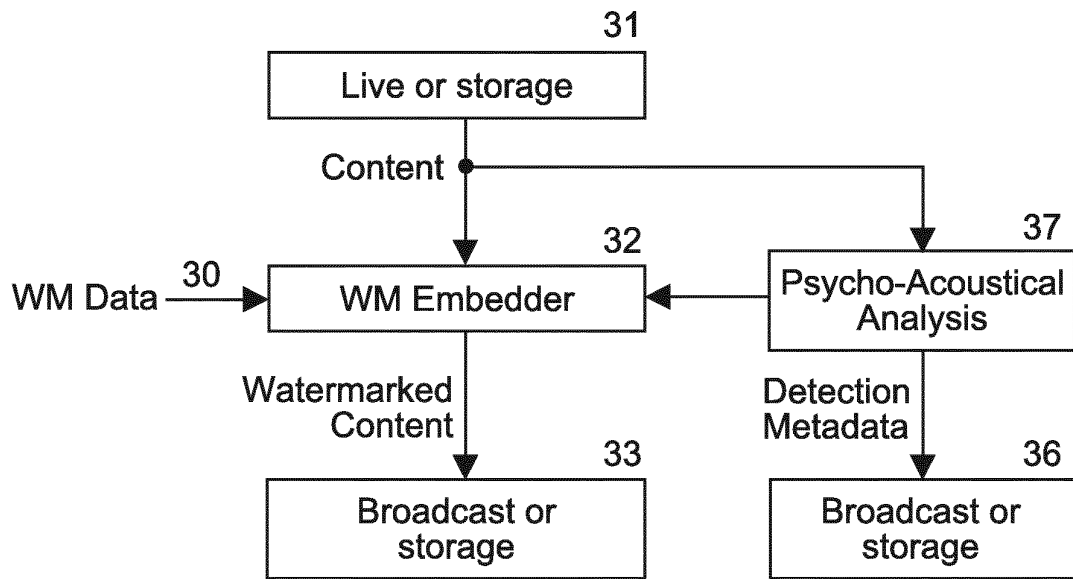 31
Live or storage
Content
32
37
WM Data
30
WM Embedder
Psycho-Acoustical
Analysis
Watermarked
Content
Detection
Metadata
33
36
Broadcast or
storage
Broadcast or
storage